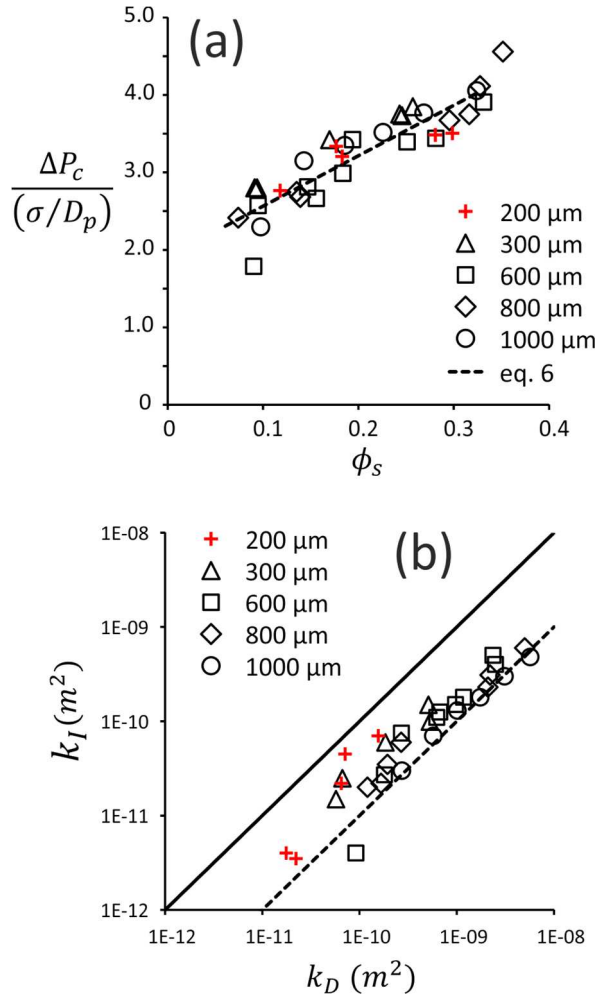 (a)
5.0
4.0
3.0
2.0
1.0
0
ΔP_c
(σ/D_p)
200 µm
300 µm
600 µm
800 µm
1000 µm
eq. 6
0 0.1 0.2 0.3 0.4
ϕ_s
(b)
1E-08
1E-09
1E-10
1E-11
1E-12
k_I (m²)
200 µm
300 µm
600 µm
800 µm
1000 µm
1E-12 1E-11 1E-10 1E-09 1E-08
k_D (m²)